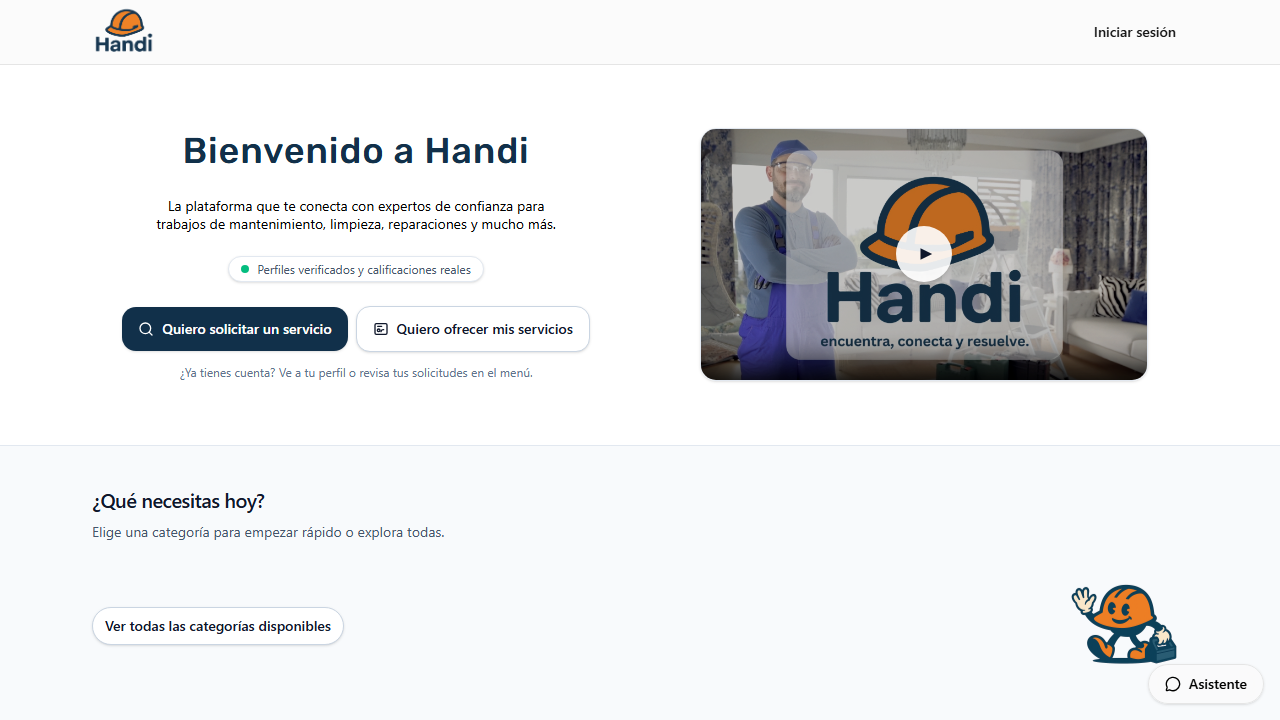 Handi
Iniciar sesión
Bienvenido a Handi
La plataforma que te conecta con expertos de confianza para
trabajos de mantenimiento, limpieza, reparaciones y mucho más.
Perfiles verificados y calificaciones reales
Quiero solicitar un servicio
Quiero ofrecer mis servicios
¿Ya tienes cuenta? Ve a tu perfil o revisa tus solicitudes en el menú.
Handi
encuentra, conecta y resuelve.
¿Qué necesitas hoy?
Elige una categoría para empezar rápido o explora todas.
Ver todas las categorías disponibles
Asistente